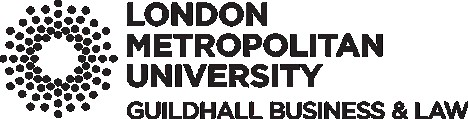 LONDON
METROPOLITAN
UNIVERSITY
GUILDHALL BUSINESS & LAW